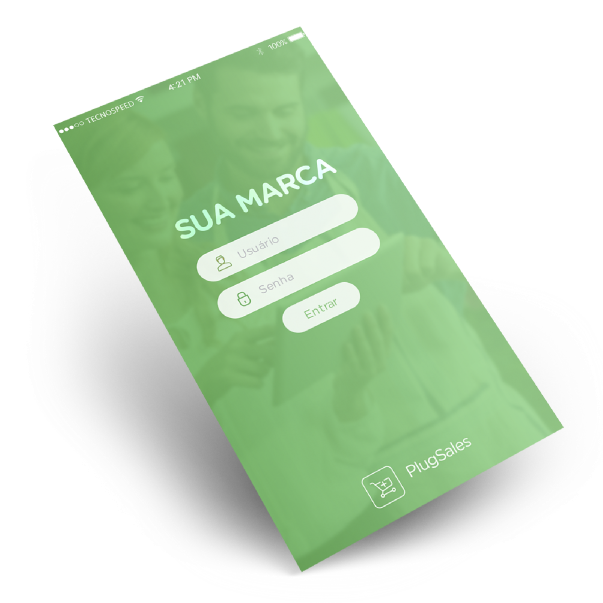 TECNOSPEED 4:21 PM 100%
SUA MARCA
Usuário
Senha
Entrar
PlugSales